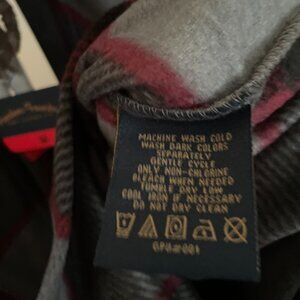 MACHINE WASH COLD
WASH DARK COLORS
SEPARATELY
GENTLE CYCLE
ONLY NON-CHLORINE
BLEACH WHEN NEEDED
TUMBLE DRY LOW
COOL IRON IF NECESSARY
DO NOT DRY CLEAN